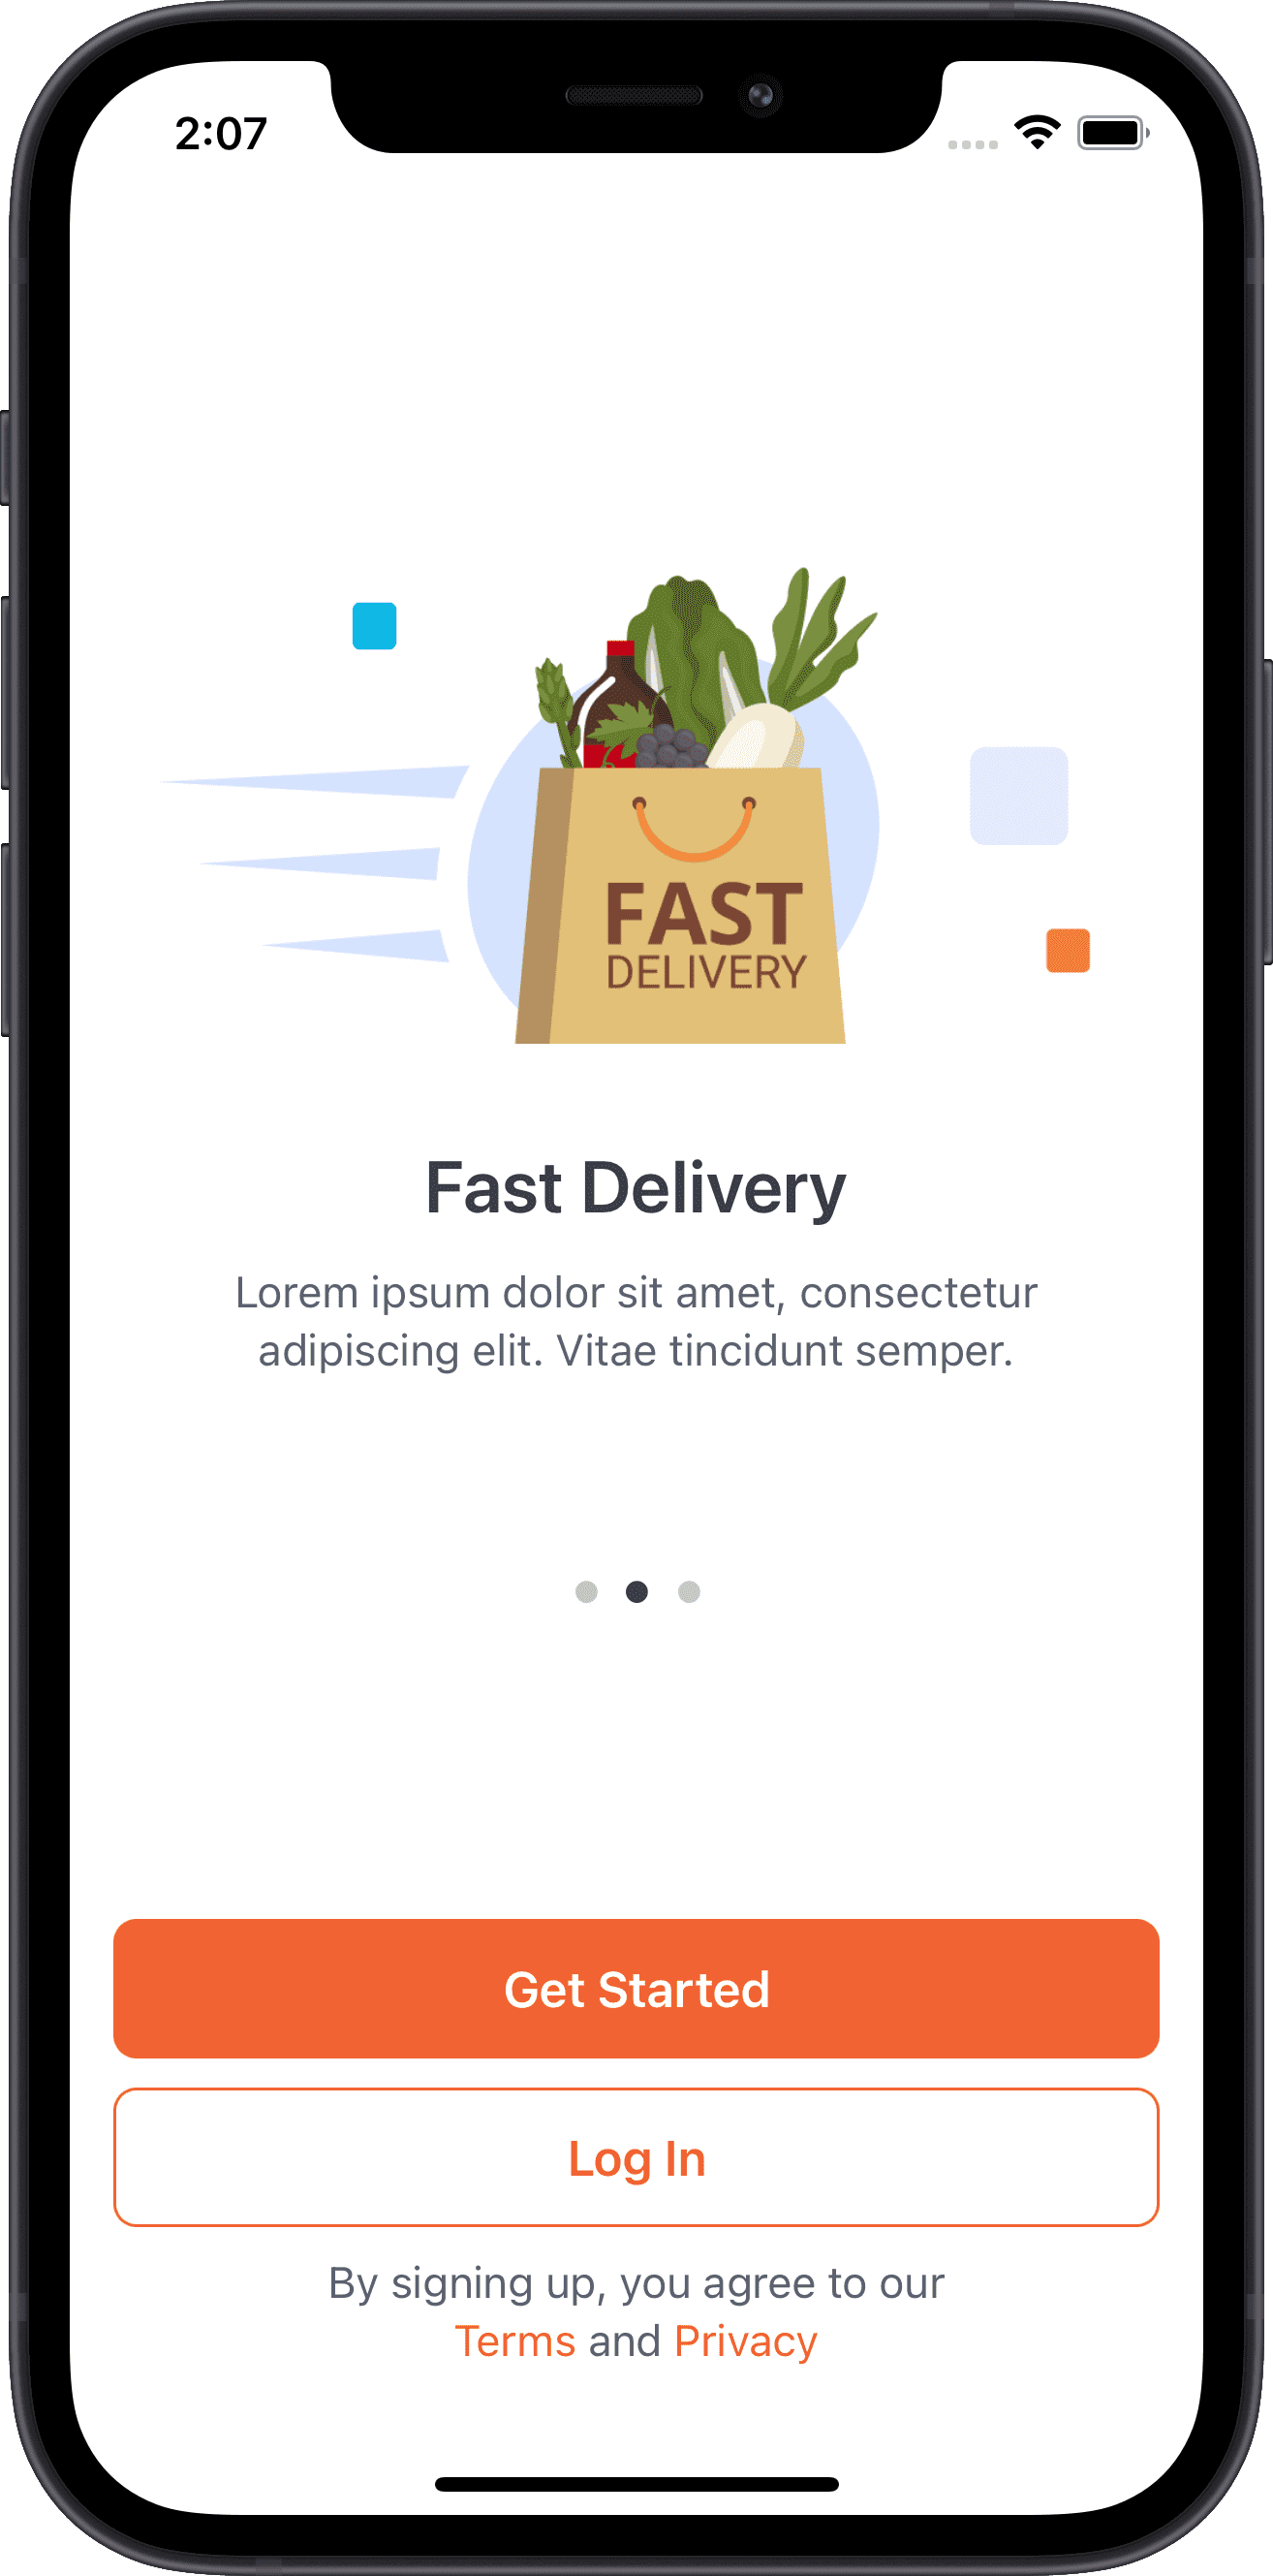 2:07
FAST
DELIVERY
Fast Delivery
Lorem ipsum dolor sit amet, consectetur
adipiscing elit. Vitae tincidunt semper.
Get Started
Log In
By signing up, you agree to our
Terms and Privacy